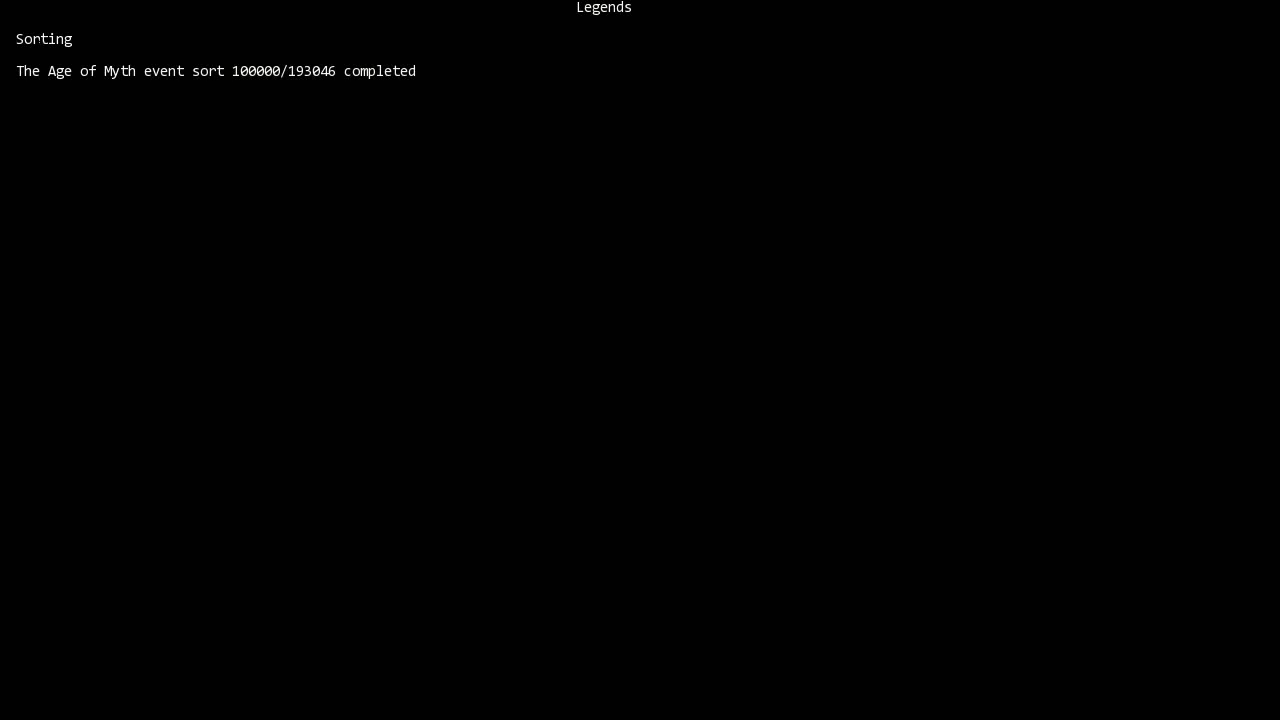 Legends
Sorting
The Age of Myth event sort 100000/193046 completed